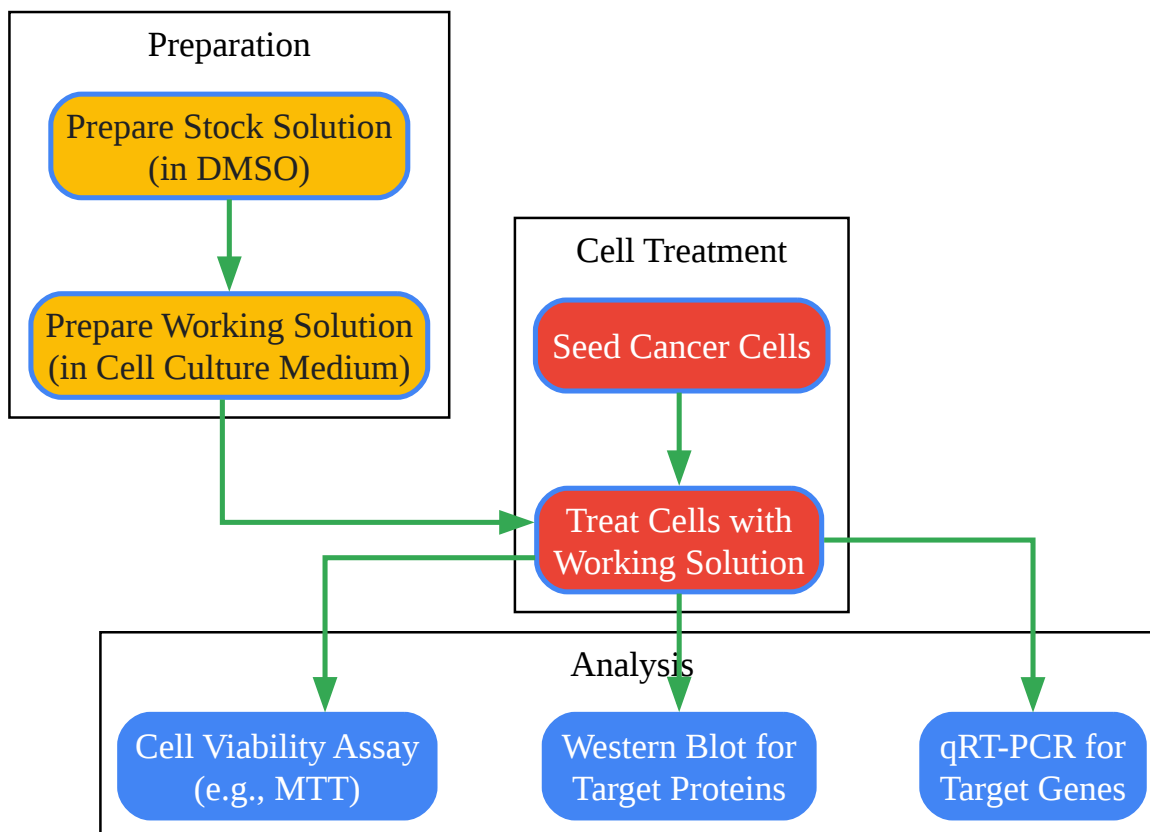 Preparation
Prepare Stock Solution
(in DMSO)
Prepare Working Solution
(in Cell Culture Medium)
Cell Treatment
Seed Cancer Cells
Treat Cells with
Working Solution
Analysis
Cell Viability Assay
(e.g., MTT)
Western Blot for
Target Proteins
qRT-PCR for
Target Genes